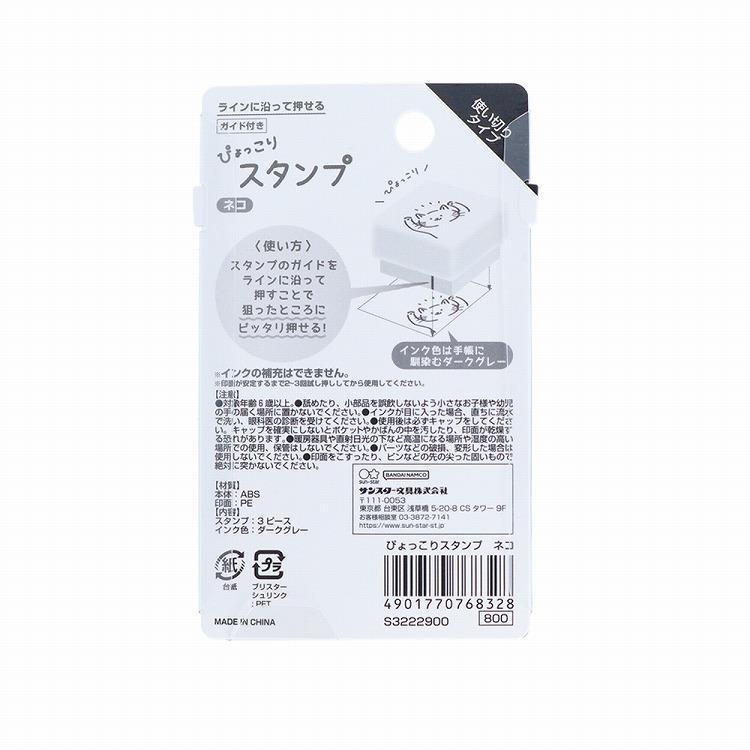 ラインに沿って押せる
ガイド付き
ぴょっこり
スタンプ
ネコ
使い切り
タイプ
ぴょっこり
〈使い方〉
スタンプのガイドを
ラインに沿って
押すことで
狙ったところに
ピッタリ押せる!
インク色は手帳に
馴染むダークグレー
※インクの補充はできません。
※印面が安定するまで2~3回試し押ししてから使用してください。
【注意】
●対象年齢6歳以上。●舐めたり、小部品を誤飲しないよう小さなお子様や幼児
の手の届く場所に置かないでください。●インクが目に入った場合、直ちに流水
で洗い、眼科医の診断を受けてください。●使用後は必ずキャップをしてくださ
い。キャップを確実にしないとポケットやかばんの中を汚したり、印面が乾燥す
る恐れがあります。●暖房器具や直射日光の下など高温になる場所や湿度の高い
場所での使用、保管はしないでください。●パーツなどの破損、変形した場合は
使用しないでください。●印面をこすったり、ピンなどの先の尖った固いもので
絶対に突かないでください。
【材質】
本体:ABS
印面:PE
【内容】
スタンプ:3ピース
インク色:ダークグレー
sun-star
BANDAI NAMCO
サンスター文具株式会社
〒111-0053
東京都 台東区 浅草橋 5-20-8 CS タワー 9F
お客様相談室 03-3872-7141
https://www.sun-star-st.jp
紙
台紙
プラ
ブリスター
シュリンク
:PET
MADE IN CHINA
ぴょっこりスタンプ ネコ
4901770768328
S3222900
800